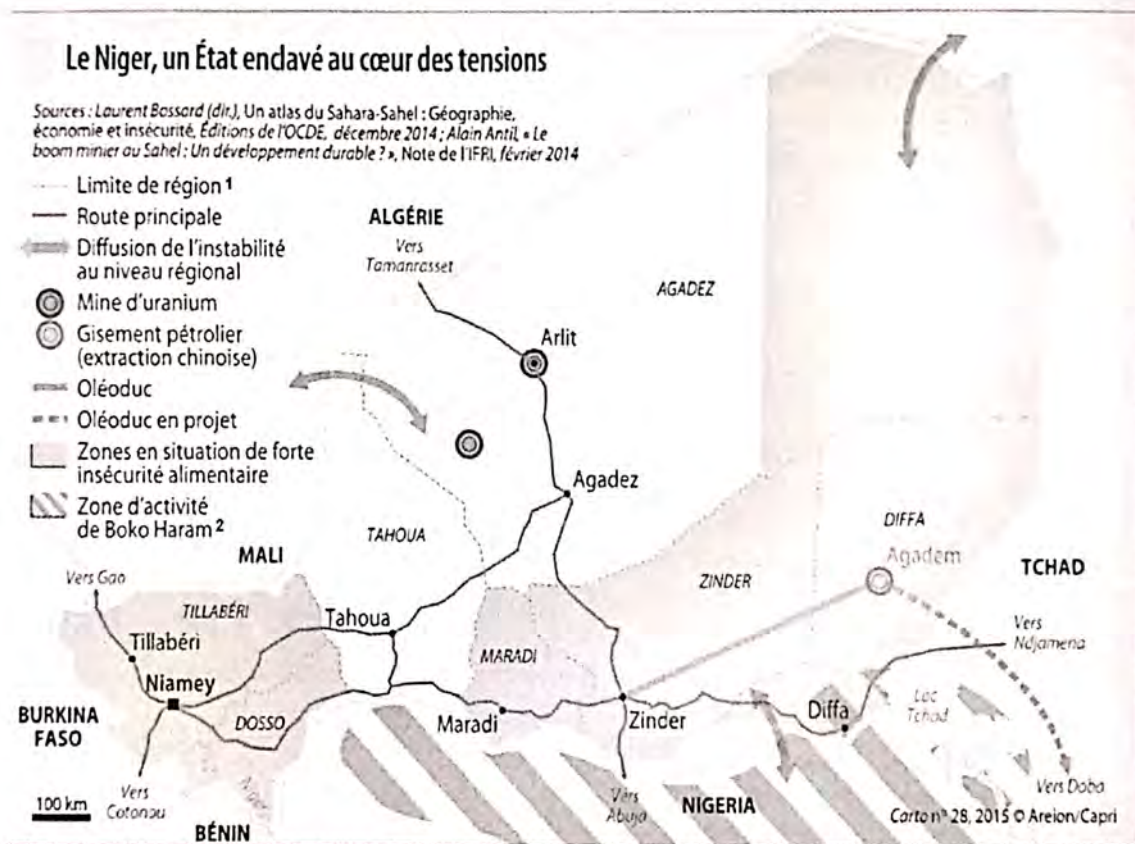 Le Niger, un État enclavé au cœur des tensions
Sources : Laurent Bossard (dir.), Un atlas du Sahara-Sahel : Géographie,
économie et insécurité, Éditions de l'OCDE, décembre 2014 ; Alain Antil, « Le
boom minier au Sahel : Un développement durable ? », Note de l'IFRI, février 2014
Limite de région 1
Route principale
Diffusion de l'instabilité
au niveau régional
Mine d'uranium
Gisement pétrolier
(extraction chinoise)
Oléoduc
Oléoduc en projet
Zones en situation de forte
insécurité alimentaire
Zone d'activité
de Boko Haram 2
ALGÉRIE
Vers
Tamanrasset
AGADEZ
Arlit
Agadez
TAHOUA
DIFFA
Agadem
TCHAD
ZINDER
MALI
Vers Gao
TILLABÉRI
Tahoua
Vers
Ndjamena
Tillabéri
MARADI
Niamey
Lac
Tchad
BURKINA
FASO
DOSSO
Maradi
Zinder
Diffa
Niger
100 km
Vers
Cotonou
Vers
Abuja
NIGERIA
Vers Doba
BÉNIN
Carto n° 28, 2015 © Areion/Capri